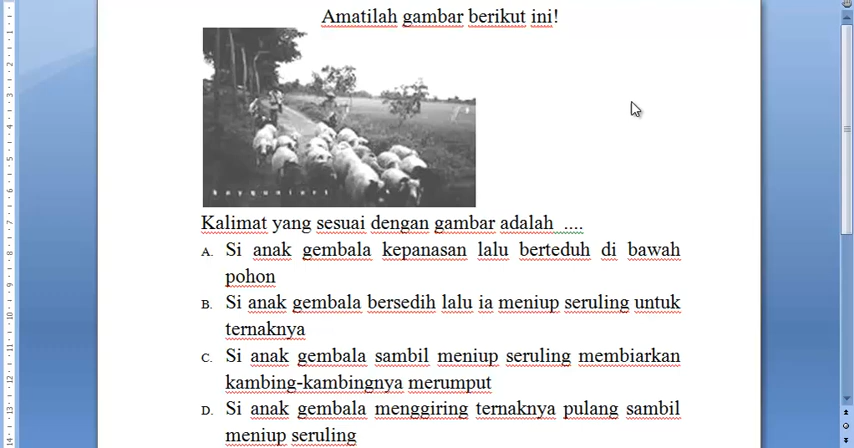 Amatilah gambar berikut ini!
Kalimat yang sesuai dengan gambar adalah ....
A. Si anak gembala kepanasan lalu berteduh di bawah
pohon
B. Si anak gembala bersedih lalu ia meniup seruling untuk
ternaknya
C. Si anak gembala sambil meniup seruling membiarkan
kambing-kambingnya merumput
D. Si anak gembala menggiring ternaknya pulang sambil
meniup seruling